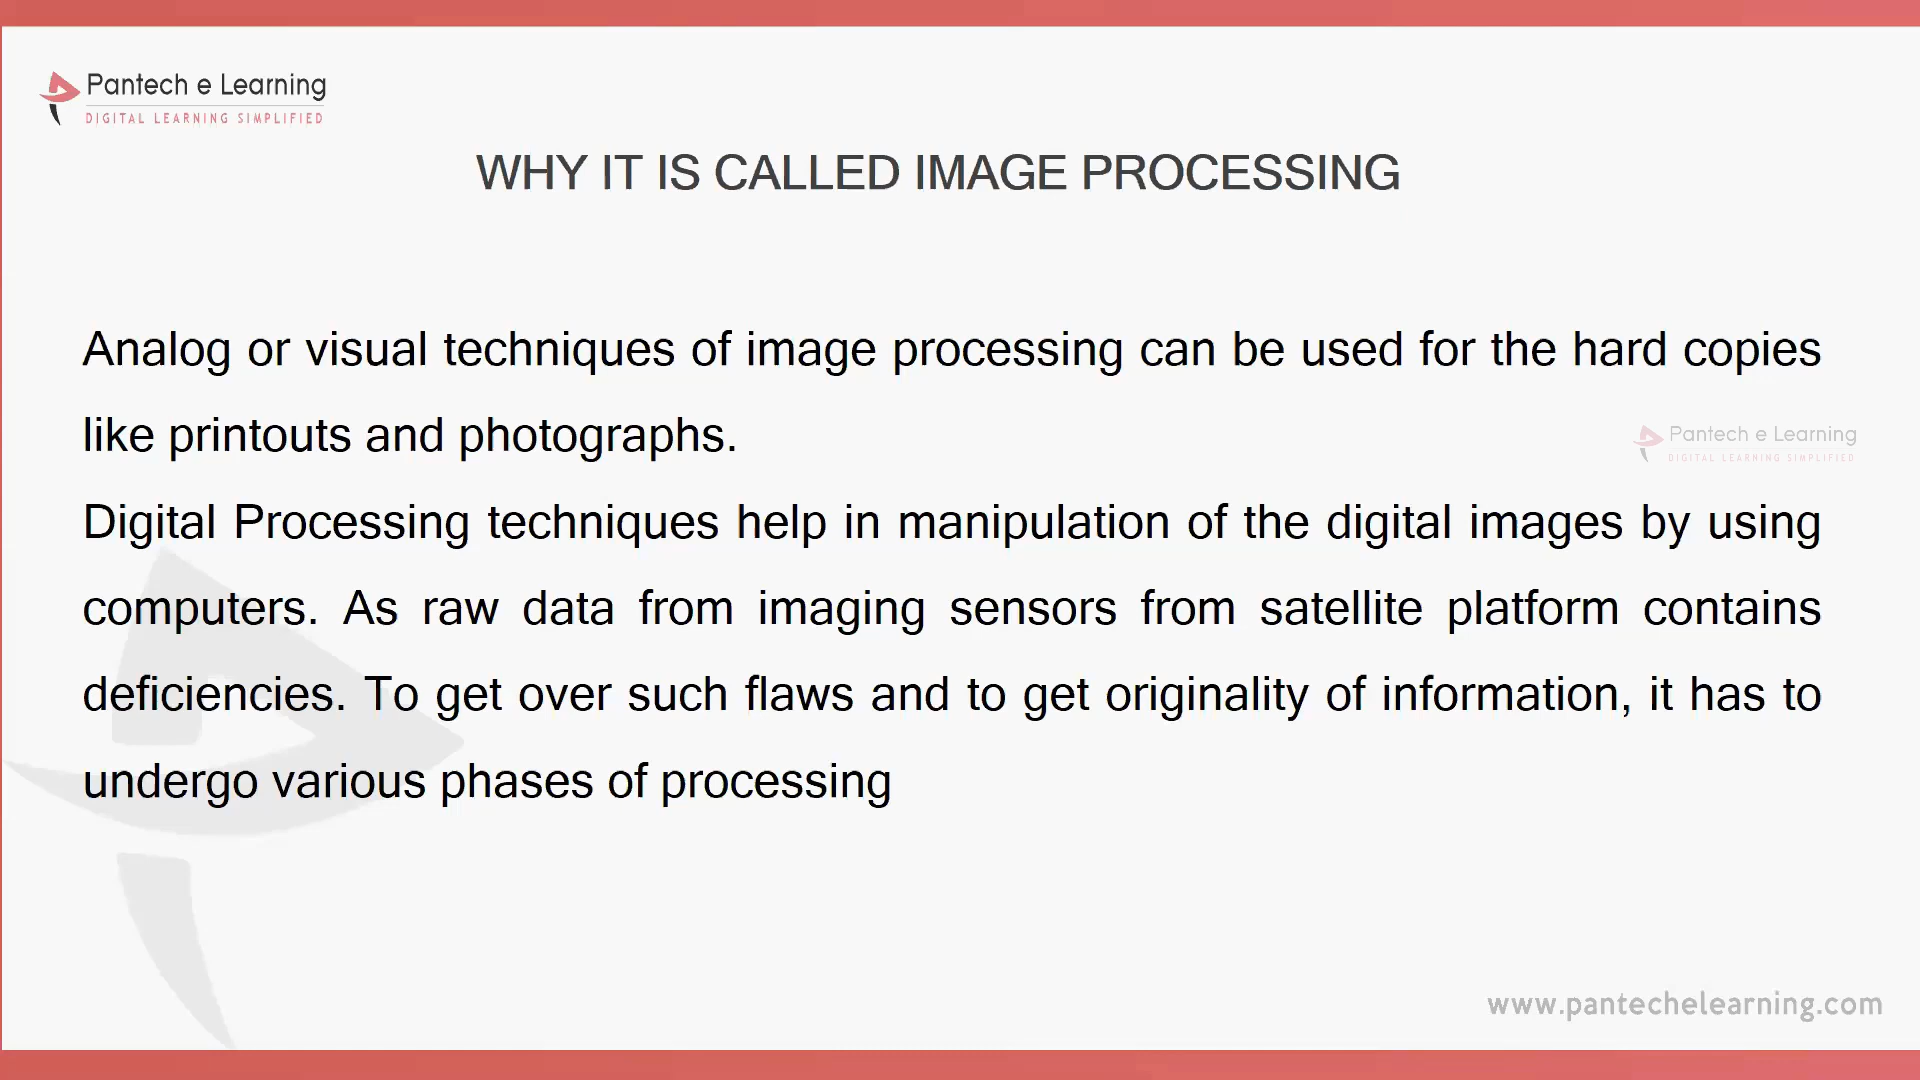 Pantech e Learning
DIGITAL LEARNING SIMPLIFIED
WHY IT IS CALLED IMAGE PROCESSING
Analog or visual techniques of image processing can be used for the hard copies
like printouts and photographs.
Pantech e Learning
DIGITAL LEARNING SIMPLIFIED
Digital Processing techniques help in manipulation of the digital images by using
computers. As raw data from imaging sensors from satellite platform contains
deficiencies. To get over such flaws and to get originality of information, it has to
undergo various phases of processing
www.pantechelearning.com